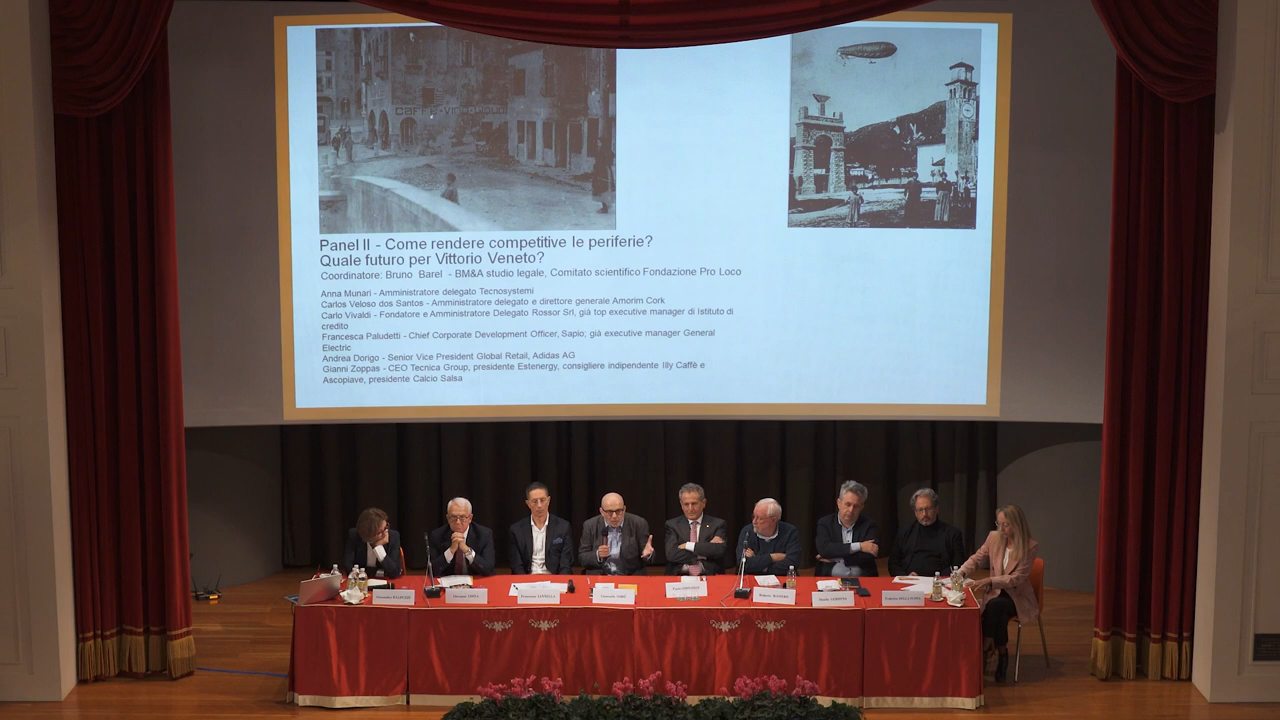 CAFFÈ
Panel II - Come rendere competitive le periferie?
Quale futuro per Vittorio Veneto?
Coordinatore: Bruno Barel - BM&A studio legale, Comitato scientifico Fondazione Pro Loco
Anna Munari - Amministratore delegato Tecnosystemi
Carlos Veloso dos Santos - Amministratore delegato e direttore generale Amorim Cork
Carlo Vivaldi - Fondatore e Amministratore Delegato Rossor Srl, già top executive manager di Istituto di
credito
Francesca Paludetti - Chief Corporate Development Officer, Sapio; già executive manager General
Electric
Andrea Dorigo - Senior Vice President Global Retail, Adidas AG
Gianni Zoppas - CEO Tecnica Group, presidente Estenergy, consigliere indipendente Illy Caffè e
Ascopiave, presidente Calcio Salsa